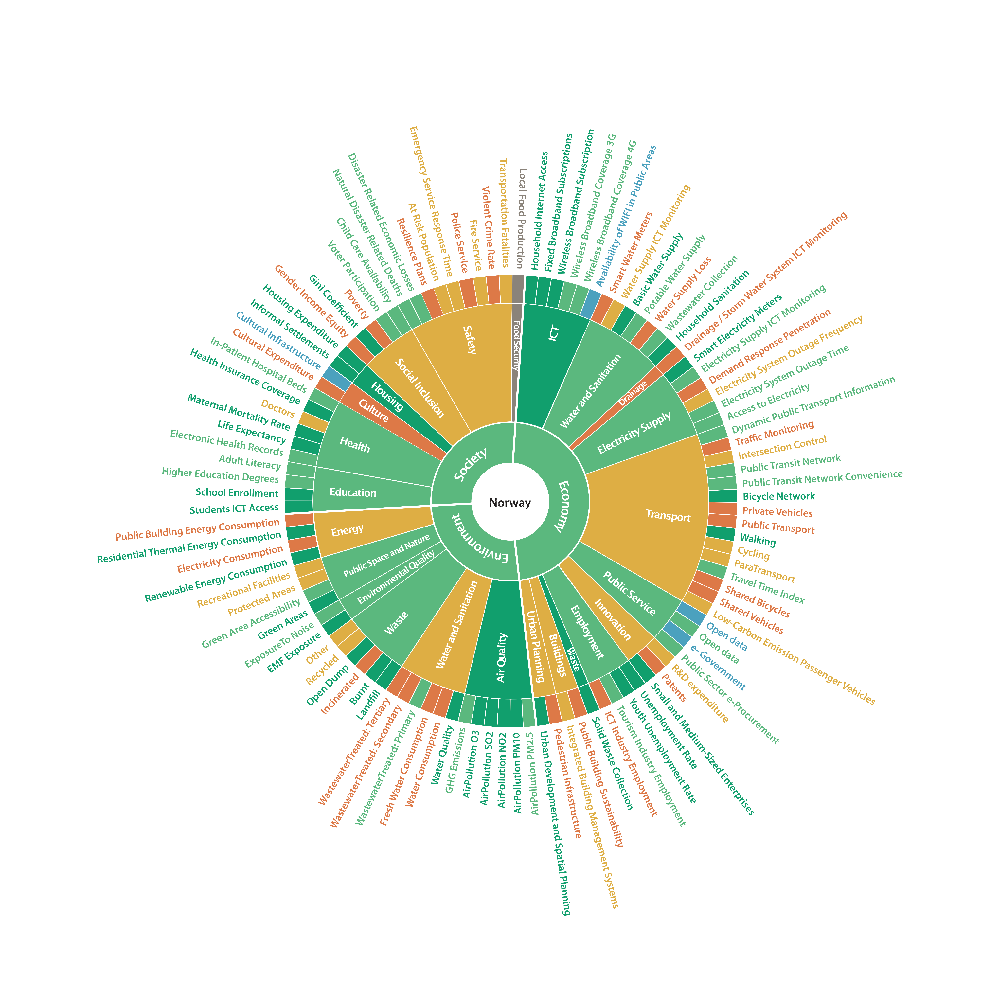 Norway
Economy
Environment
Society
ICT
Water and Sanitation
Drainage
Electricity Supply
Transport
Public Service
Innovation
Employment
Waste
Buildings
Urban Planning
Air Quality
Water and Sanitation
Waste
Environmental Quality
Public Space and Nature
Energy
Education
Health
Culture
Housing
Social Inclusion
Safety
Food Security
Household Internet Access
Fixed Broadband Subscriptions
Wireless Broadband Subscription
Wireless Broadband Coverage 3G
Wireless Broadband Coverage 4G
Availability of WIFI in Public Areas
Smart Water Meters
Water Supply ICT Monitoring
Basic Water Supply
Potable Water Supply
Water Supply Loss
Wastewater Collection
Household Sanitation
Drainage / Storm Water System ICT Monitoring
Smart Electricity Meters
Electricity Supply ICT Monitoring
Demand Response Penetration
Electricity System Outage Frequency
Electricity System Outage Time
Access to Electricity
Dynamic Public Transport Information
Traffic Monitoring
Intersection Control
Public Transit Network
Public Transit Network Convenience
Bicycle Network
Private Vehicles
Public Transport
Walking
Cycling
ParaTransport
Travel Time Index
Shared Bicycles
Shared Vehicles
Low-Carbon Emission Passenger Vehicles
Open data
Open data
e- Government
Public Sector e-Procurement
R&D expenditure
Patents
Small and Medium-Sized Enterprises
Unemployment Rate
Youth Unemployment Rate
Tourism Industry Employment
ICT Industry Employment
Solid Waste Collection
Public Building Sustainability
Integrated Building Management Systems
Pedestrian Infrastructure
Urban Development and Spatial Planning
AirPollution PM2.5
AirPollution PM10
AirPollution NO2
AirPollution SO2
AirPollution O3
GHG Emissions
Water Quality
Water Consumption
Fresh Water Consumption
WastewaterTreated: Primary
WastewaterTreated: Secondary
WastewaterTreated: Tertiary
Landfill
Burnt
Incinerated
Open Dump
Recycled
Other
EMF Exposure
ExposureTo Noise
Green Areas
Green Area Accessibility
Protected Areas
Recreational Facilities
Renewable Energy Consumption
Electricity Consumption
Residential Thermal Energy Consumption
Public Building Energy Consumption
Students ICT Access
School Enrollment
Higher Education Degrees
Adult Literacy
Electronic Health Records
Life Expectancy
Maternal Mortality Rate
Doctors
Health Insurance Coverage
In-Patient Hospital Beds
Cultural Expenditure
Cultural Infrastructure
Informal Settlements
Housing Expenditure
Gender Income Equity
Gini Coefficient
Poverty
Voter Participation
Child Care Availability
Natural Disaster Related Deaths
Disaster Related Economic Losses
Resilience Plans
At Risk Population
Emergency Service Response Time
Police Service
Fire Service
Violent Crime Rate
Transportation Fatalities
Local Food Production